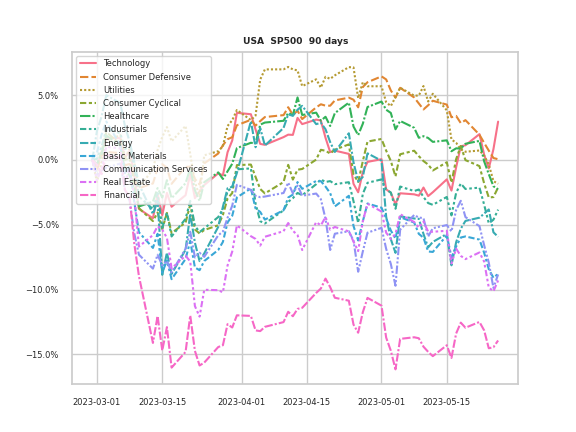 USA SP500 90 days
Technology
Consumer Defensive
Utilities
Consumer Cyclical
Healthcare
Industrials
Energy
Basic Materials
Communication Services
Real Estate
Financial
5.0%
0.0%
−5.0%
−10.0%
−15.0%
2023-03-01 2023-03-15 2023-04-01 2023-04-15 2023-05-01 2023-05-15